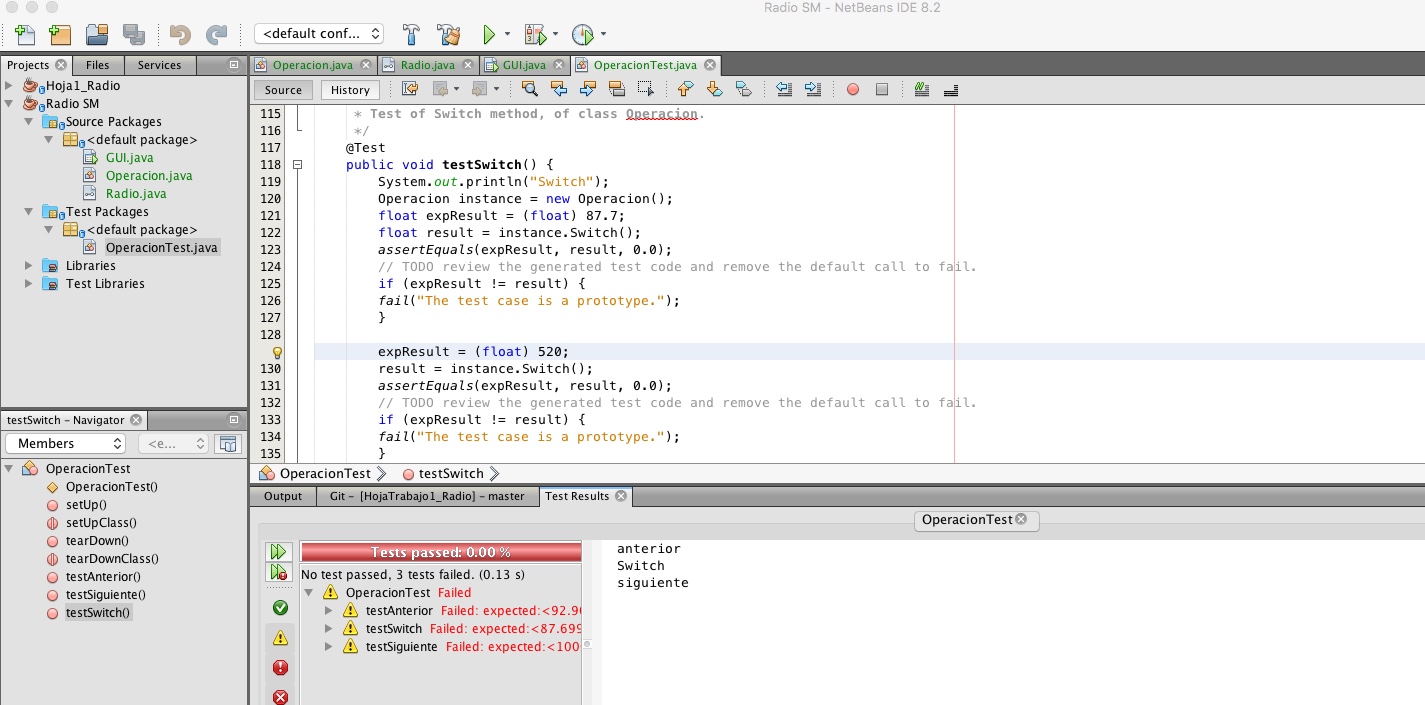 Radio SM - NetBeans IDE 8.2
<default conf...
Projects Files Services
Hoja1_Radio
Radio SM
Source Packages
<default package>
GUI.java
Operacion.java
Radio.java
Test Packages
<default package>
OperacionTest.java
Libraries
Test Libraries
Operacion.java Radio.java GUI.java OperacionTest.java
Source History
115 * Test of Switch method, of class Operacion.
116 */
117 @Test
118 public void testSwitch() {
119 System.out.println("Switch");
120 Operacion instance = new Operacion();
121 float expResult = (float) 87.7;
122 float result = instance.Switch();
123 assertEquals(expResult, result, 0.0);
124 // TODO review the generated test code and remove the default call to fail.
125 if (expResult != result) {
126 fail("The test case is a prototype.");
127 }
128
expResult = (float) 520;
130 result = instance.Switch();
131 assertEquals(expResult, result, 0.0);
132 // TODO review the generated test code and remove the default call to fail.
133 if (expResult != result) {
134 fail("The test case is a prototype.");
135 }
OperacionTest testSwitch
testSwitch - Navigator
Members <e...
OperacionTest
OperacionTest()
setUp()
setUpClass()
tearDown()
tearDownClass()
testAnterior()
testSiguiente()
testSwitch()
Output Git - [HojaTrabajo1_Radio] - master Test Results
OperacionTest
Tests passed: 0.00 %
No test passed, 3 tests failed. (0.13 s)
OperacionTest Failed
testAnterior Failed: expected:<92.90
testSwitch Failed: expected:<87.699
testSiguiente Failed: expected:<100
anterior
Switch
siguiente